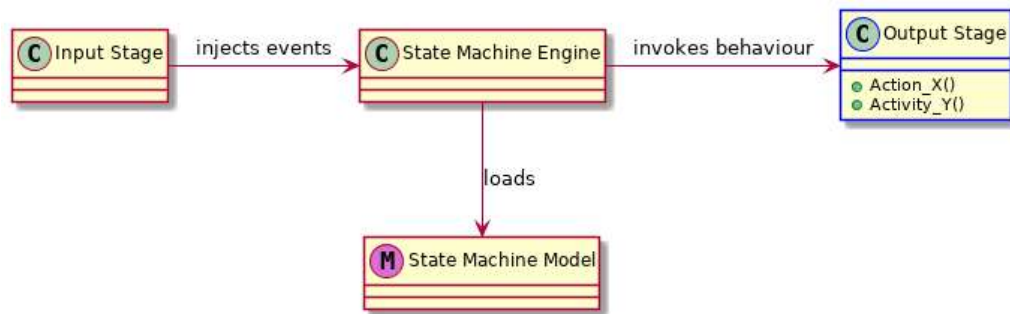 C Input Stage
injects events
C State Machine Engine
invokes behaviour
C Output Stage
Action_X()
Activity_Y()
loads
M State Machine Model